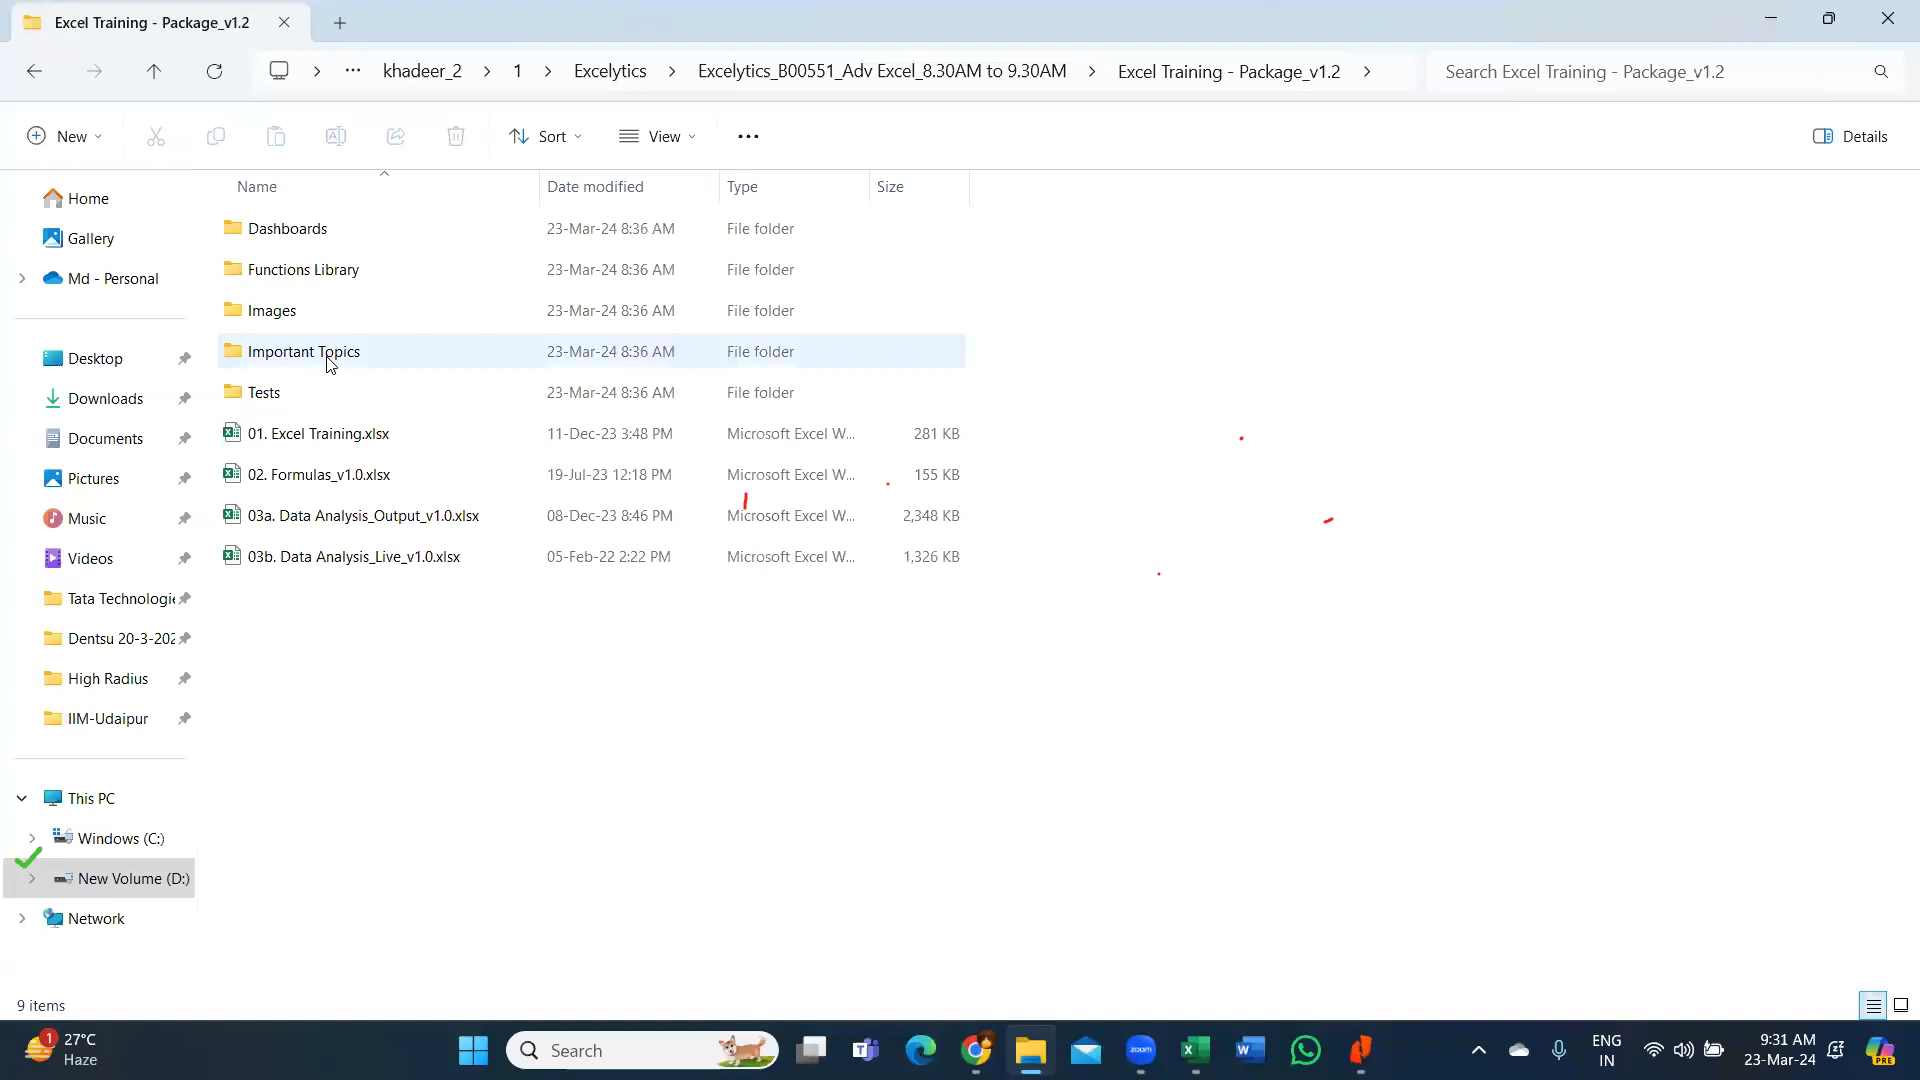 Excel Training - Package_v1.2
khadeer_2 1 Excelytics Excelytics_B00551_Adv Excel_8.30AM to 9.30AM Excel Training - Package_v1.2 Search Excel Training - Package_v1.2
New Sort View Details
Name Date modified Type Size
Home
Gallery
Md - Personal
Desktop
Downloads
Documents
Pictures
Music
Videos
Tata Technologie
Dentsu 20-3-202
High Radius
IIM-Udaipur
This PC
Windows (C:)
New Volume (D:)
Network
Dashboards 23-Mar-24 8:36 AM File folder
Functions Library 23-Mar-24 8:36 AM File folder
Images 23-Mar-24 8:36 AM File folder
Important Topics 23-Mar-24 8:36 AM File folder
Tests 23-Mar-24 8:36 AM File folder
01. Excel Training.xlsx 11-Dec-23 3:48 PM Microsoft Excel W... 281 KB
02. Formulas_v1.0.xlsx 19-Jul-23 12:18 PM Microsoft Excel W... 155 KB
03a. Data Analysis_Output_v1.0.xlsx 08-Dec-23 8:46 PM Microsoft Excel W... 2,348 KB
03b. Data Analysis_Live_v1.0.xlsx 05-Feb-22 2:22 PM Microsoft Excel W... 1,326 KB
9 items
1 27°C
Haze
Search
zoom
ENG
IN
9:31 AM
23-Mar-24
PRE